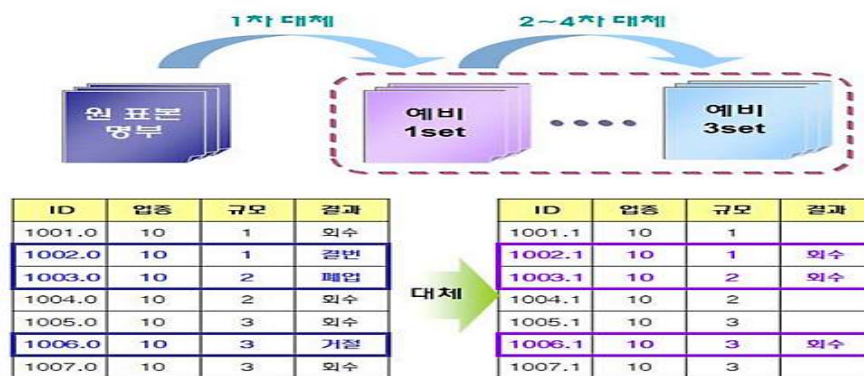 1차 대체 2~4차 대체
원 표본 명부
예비 1set
예비 3set
ID 업종 규모 결과
1001.0 10 1 회수
1002.0 10 1 결번
1003.0 10 2 폐업
1004.0 10 2 회수
1005.0 10 3 회수
1006.0 10 3 거절
1007.0 10 3 회수
대체
ID 업종 규모 결과
1001.1 10 1
1002.1 10 1 회수
1003.1 10 2 회수
1004.1 10 2
1005.1 10 3
1006.1 10 3 회수
1007.1 10 3